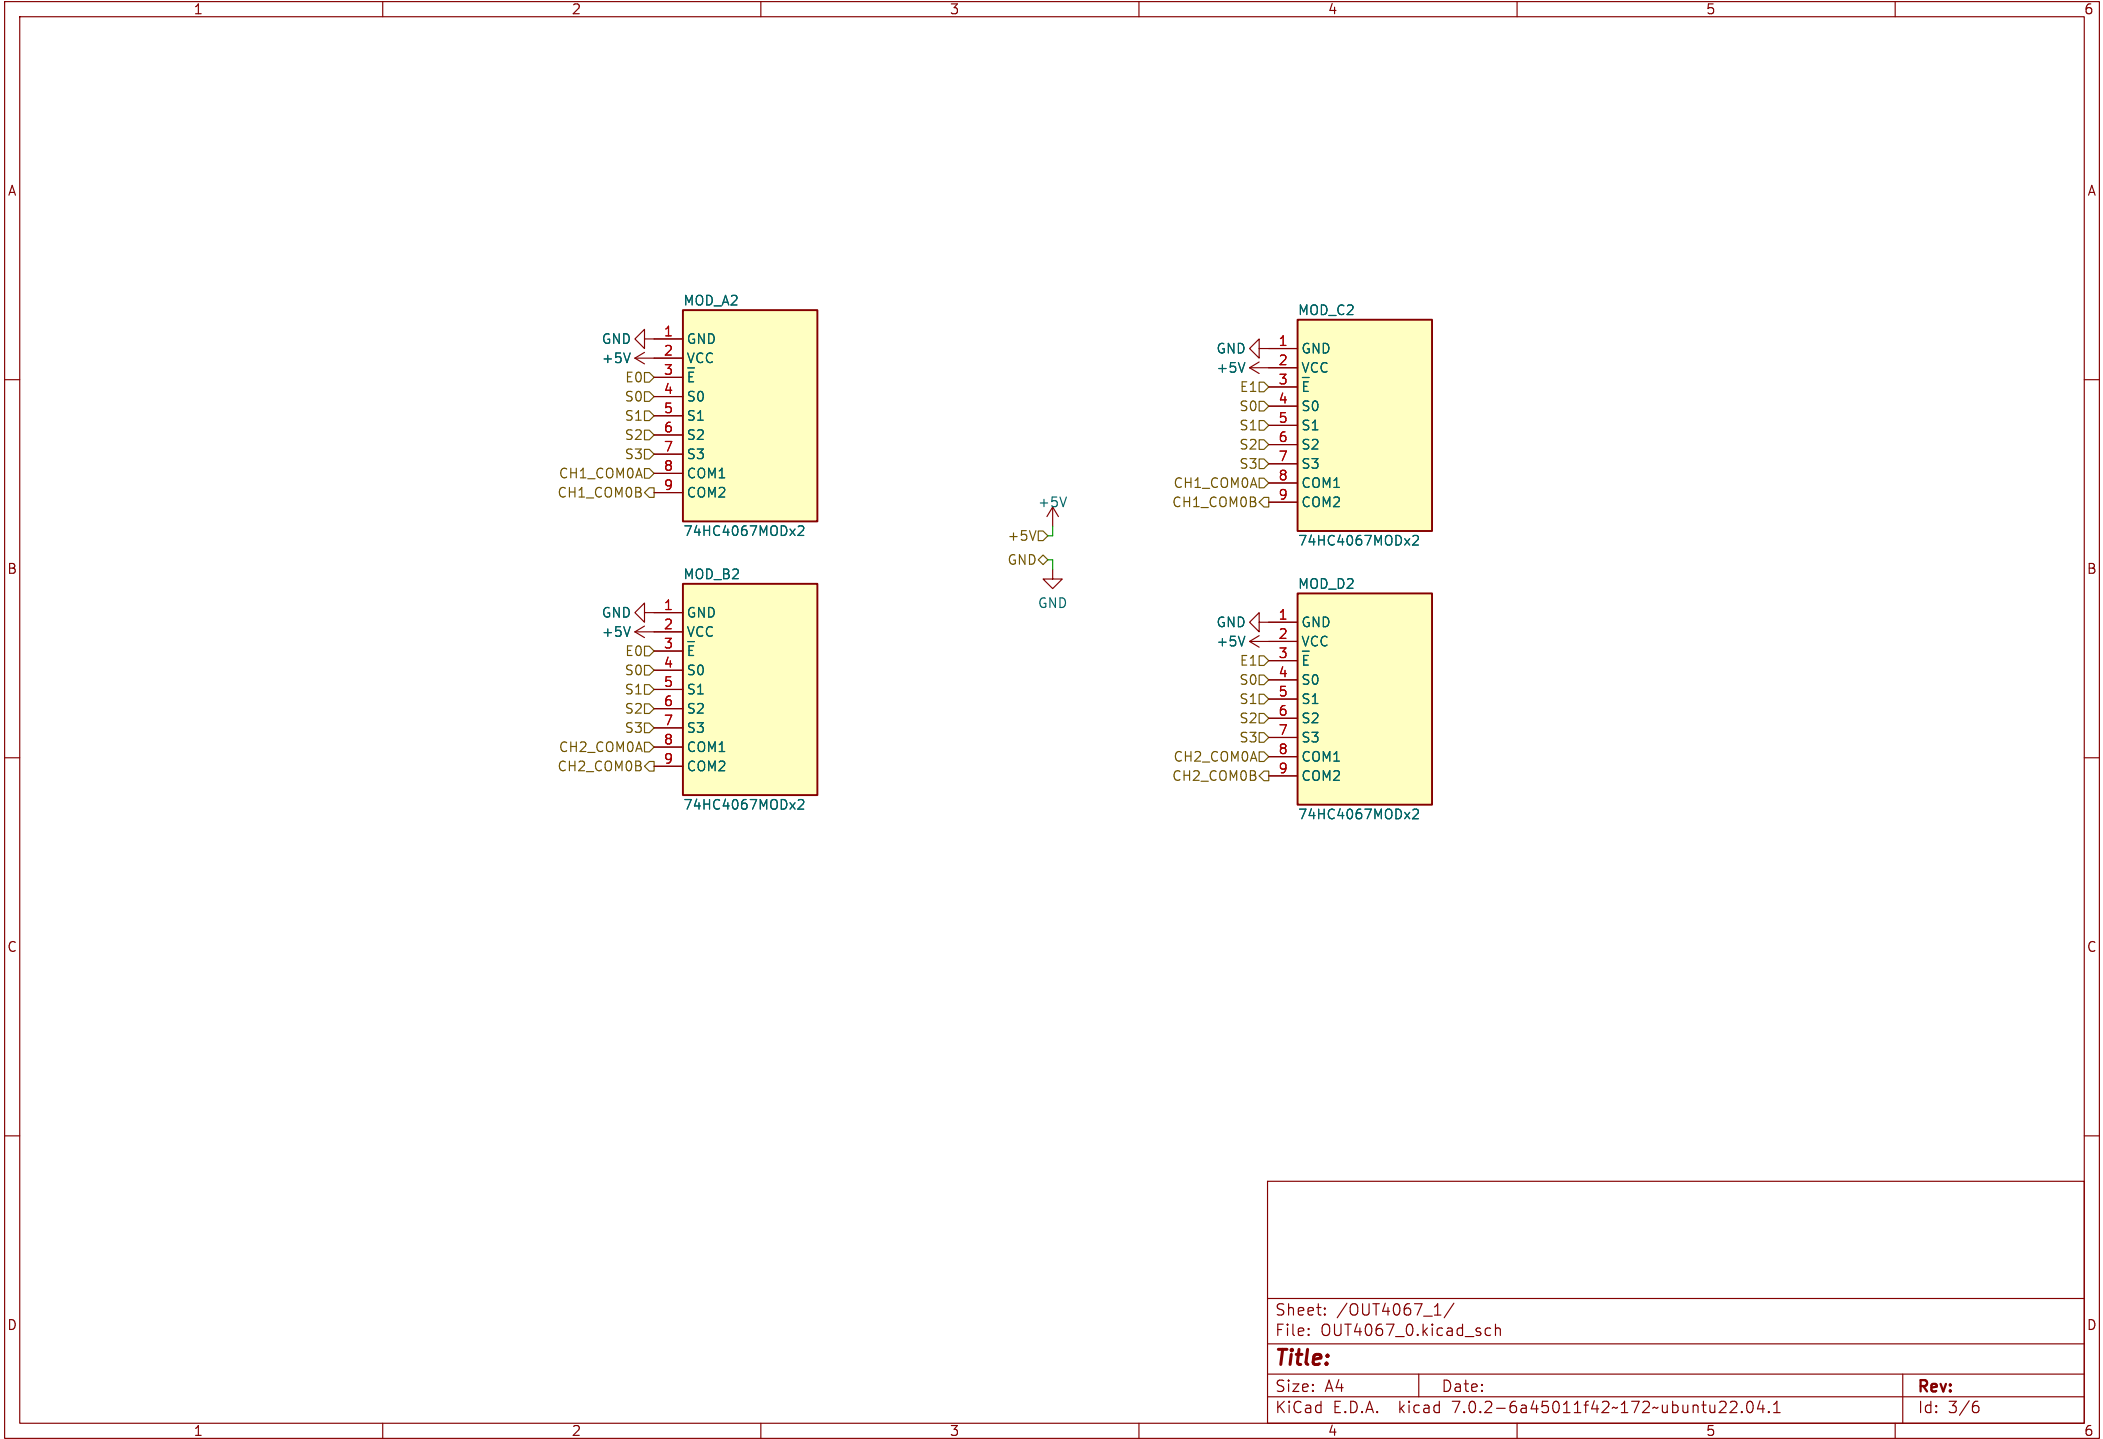 1 2 3 4 5 6
A A
B B
C C
D D
MOD_A2
GND 1 GND
+5V 2 VCC
E0 3 E
S0 4 S0
S1 5 S1
S2 6 S2
S3 7 S3
CH1_COM0A 8 COM1
CH1_COM0B 9 COM2
74HC4067MODx2
MOD_B2
GND 1 GND
+5V 2 VCC
E0 3 E
S0 4 S0
S1 5 S1
S2 6 S2
S3 7 S3
CH2_COM0A 8 COM1
CH2_COM0B 9 COM2
74HC4067MODx2
+5V
+5V
GND
GND
MOD_C2
GND 1 GND
+5V 2 VCC
E1 3 E
S0 4 S0
S1 5 S1
S2 6 S2
S3 7 S3
CH1_COM0A 8 COM1
CH1_COM0B 9 COM2
74HC4067MODx2
MOD_D2
GND 1 GND
+5V 2 VCC
E1 3 E
S0 4 S0
S1 5 S1
S2 6 S2
S3 7 S3
CH2_COM0A 8 COM1
CH2_COM0B 9 COM2
74HC4067MODx2
Sheet: /OUT4067_1/
File: OUT4067_0.kicad_sch
Title:
Size: A4 Date: Rev:
KiCad E.D.A. kicad 7.0.2-6a45011f42~172~ubuntu22.04.1 Id: 3/6
1 2 3 4 5 6